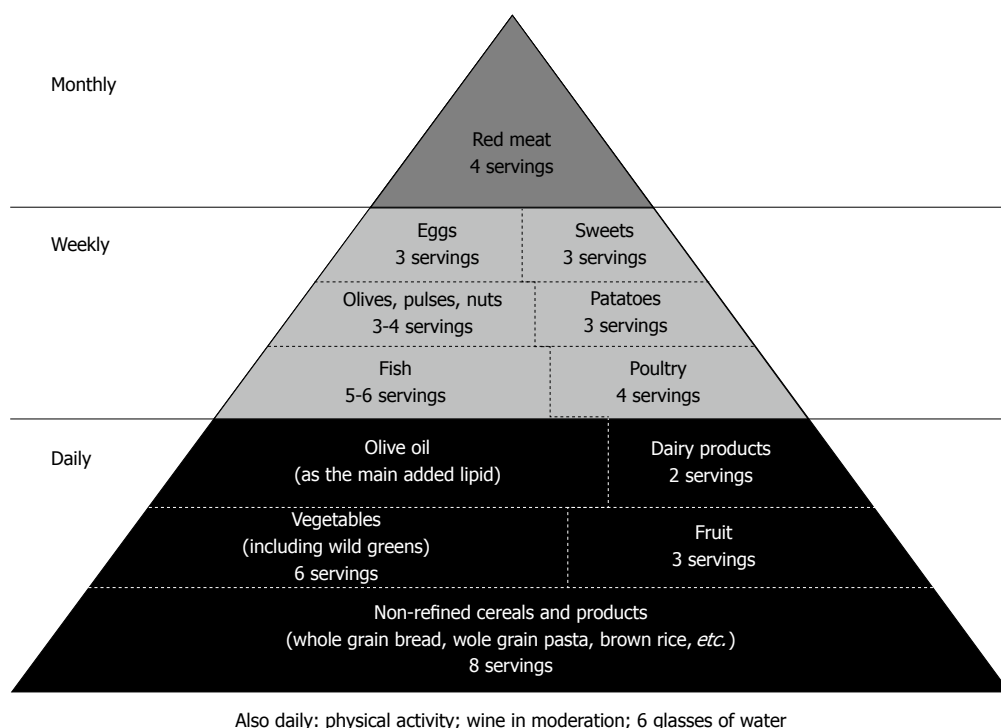 Monthly
Red meat
4 servings
Weekly
Eggs
3 servings
Sweets
3 servings
Olives, pulses, nuts
3-4 servings
Patatoes
3 servings
Fish
5-6 servings
Poultry
4 servings
Daily
Olive oil
(as the main added lipid)
Dairy products
2 servings
Vegetables
(including wild greens)
6 servings
Fruit
3 servings
Non-refined cereals and products
(whole grain bread, wole grain pasta, brown rice, etc.)
8 servings
Also daily: physical activity; wine in moderation; 6 glasses of water